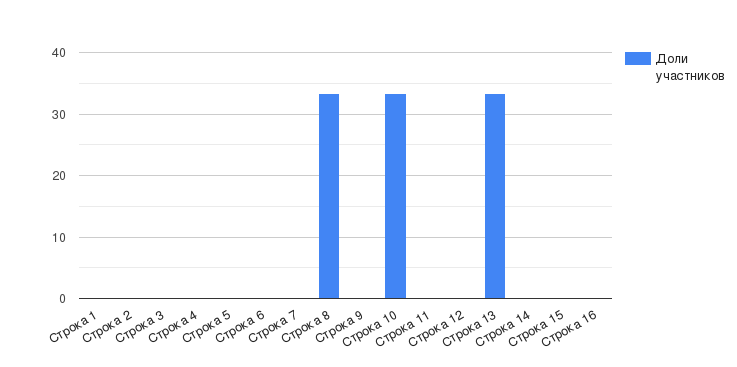 40
30
20
10
0
Строка 1
Строка 2
Строка 3
Строка 4
Строка 5
Строка 6
Строка 7
Строка 8
Строка 9
Строка 10
Строка 11
Строка 12
Строка 13
Строка 14
Строка 15
Строка 16
Доли
участников